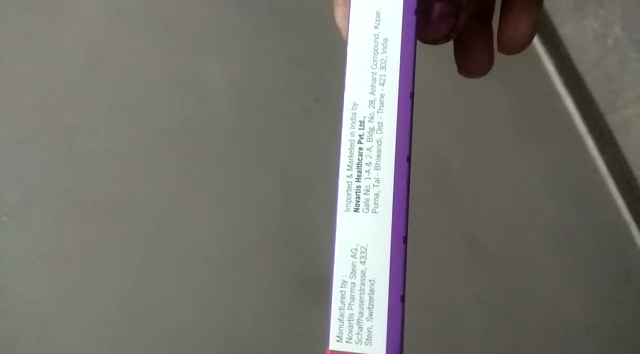 Manufactured by :
Novartis Pharma Stein AG.,
Schaffhauserstrasse, 4332,
Stein, Switzerland.
Imported & Marketed in India by:
Novartis Healthcare Pvt. Ltd.,
Gala No. 1-A & 2-A, Bldg. No. 28, Arihant Compound, Koper,
Purna, Tal.- Bhiwandi, Dist - Thane - 421 302, India.